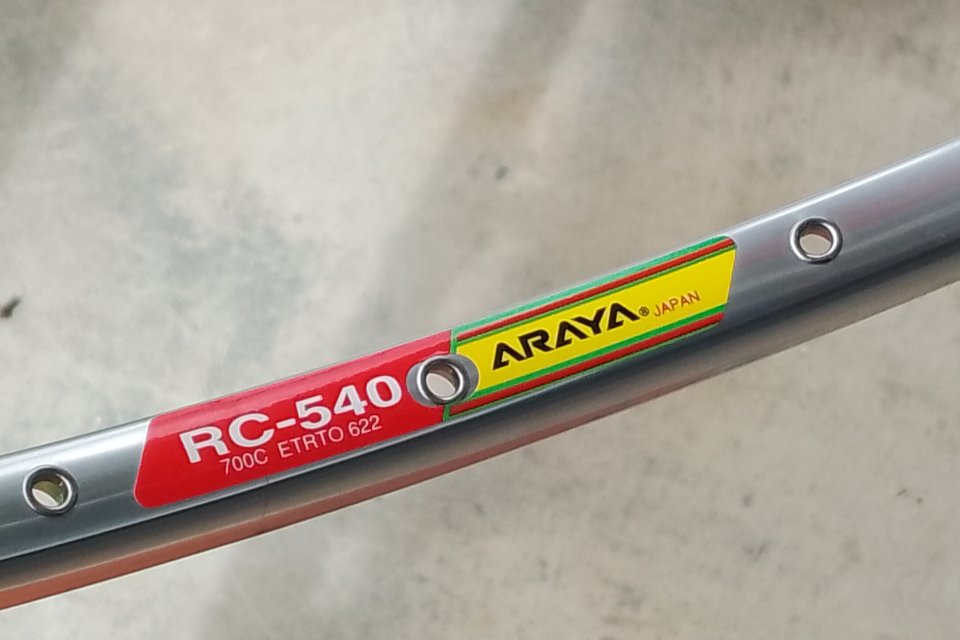 RC-540
700C ETRTO 622
ARAYA® JAPAN